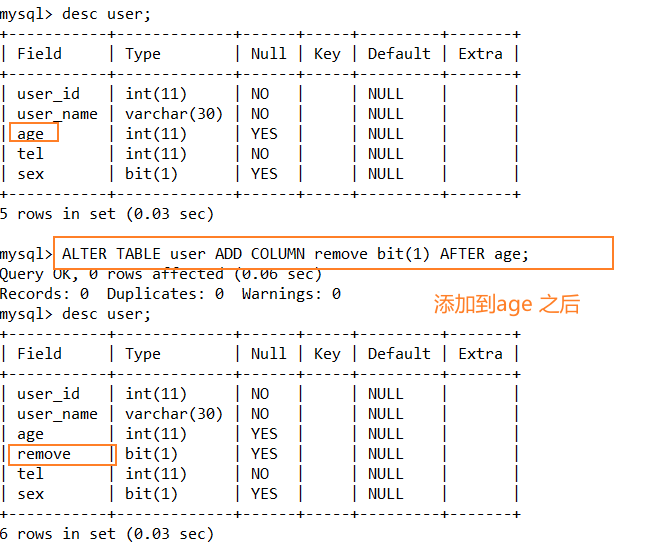 mysql> desc user;
+-----------+-------------+------+-----+---------+-------+
| Field     | Type        | Null | Key | Default | Extra |
+-----------+-------------+------+-----+---------+-------+
| user_id   | int(11)     | NO   |     | NULL    |       |
| user_name | varchar(30) | NO   |     | NULL    |       |
| age       | int(11)     | YES  |     | NULL    |       |
| tel       | int(11)     | NO   |     | NULL    |       |
| sex       | bit(1)      | YES  |     | NULL    |       |
+-----------+-------------+------+-----+---------+-------+
5 rows in set (0.03 sec)
mysql> ALTER TABLE user ADD COLUMN remove bit(1) AFTER age;
Query OK, 0 rows affected (0.06 sec)
Records: 0  Duplicates: 0  Warnings: 0
添加到age 之后
mysql> desc user;
+-----------+-------------+------+-----+---------+-------+
| Field     | Type        | Null | Key | Default | Extra |
+-----------+-------------+------+-----+---------+-------+
| user_id   | int(11)     | NO   |     | NULL    |       |
| user_name | varchar(30) | NO   |     | NULL    |       |
| age       | int(11)     | YES  |     | NULL    |       |
| remove    | bit(1)      | YES  |     | NULL    |       |
| tel       | int(11)     | NO   |     | NULL    |       |
| sex       | bit(1)      | YES  |     | NULL    |       |
+-----------+-------------+------+-----+---------+-------+
6 rows in set (0.03 sec)